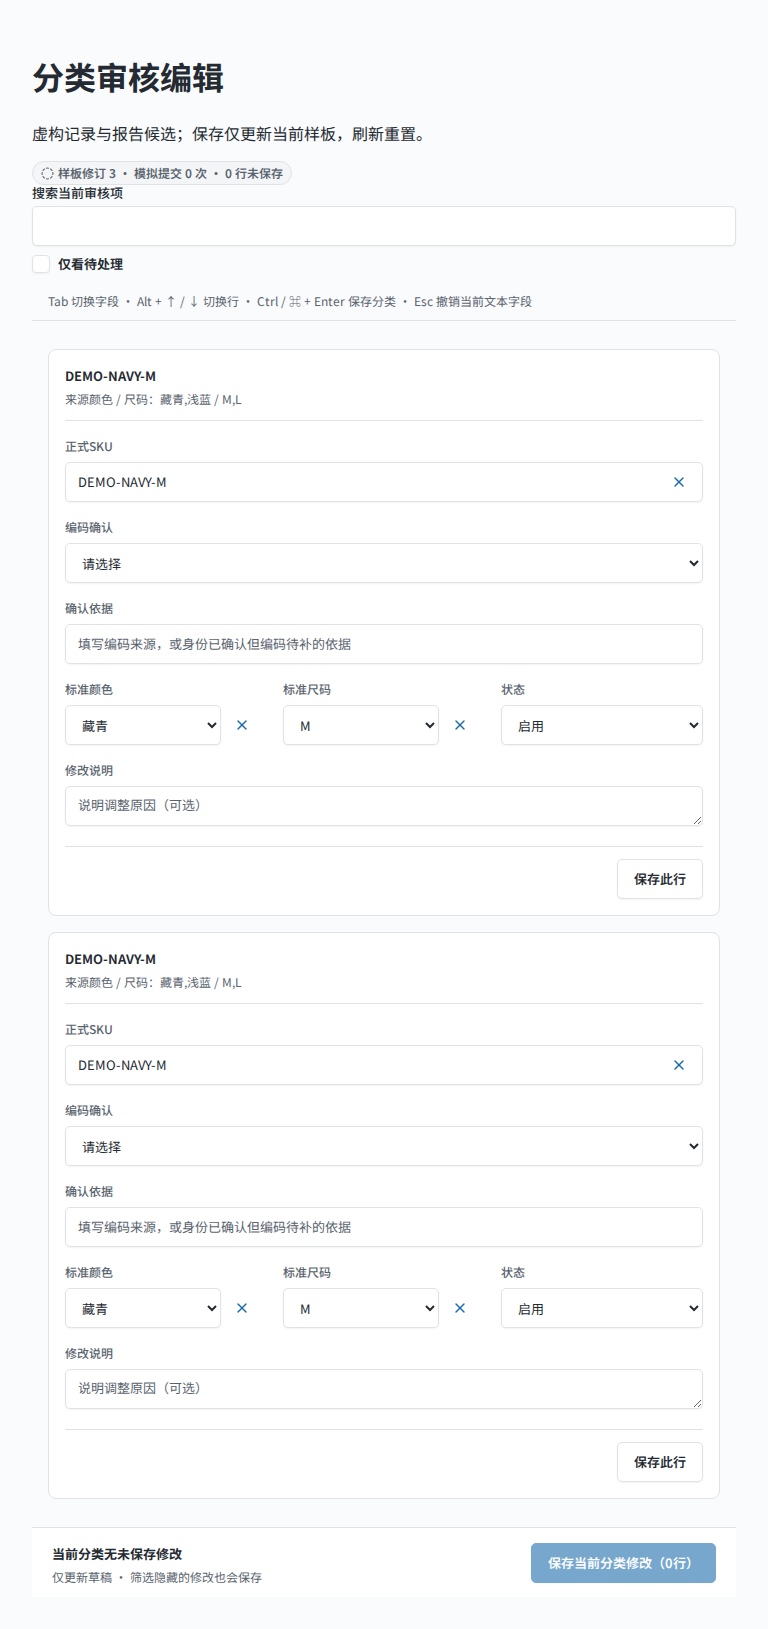 分类审核编辑
虚构记录与报告候选；保存仅更新当前样板，刷新重置。
样板修订 3 · 模拟提交 0 次 · 0 行未保存
搜索当前审核项
仅看待处理
Tab 切换字段 · Alt + ↑ / ↓ 切换行 · Ctrl / ⌘ + Enter 保存分类 · Esc 撤销当前文本字段
DEMO-NAVY-M
来源颜色 / 尺码：藏青,浅蓝 / M,L
正式SKU
DEMO-NAVY-M
编码确认
请选择
确认依据
填写编码来源，或身份已确认但编码待补的依据
标准颜色 标准尺码 状态
藏青 M 启用
修改说明
说明调整原因（可选）
保存此行
DEMO-NAVY-M
来源颜色 / 尺码：藏青,浅蓝 / M,L
正式SKU
DEMO-NAVY-M
编码确认
请选择
确认依据
填写编码来源，或身份已确认但编码待补的依据
标准颜色 标准尺码 状态
藏青 M 启用
修改说明
说明调整原因（可选）
保存此行
当前分类无未保存修改
仅更新草稿 · 筛选隐藏的修改也会保存
保存当前分类修改（0行）